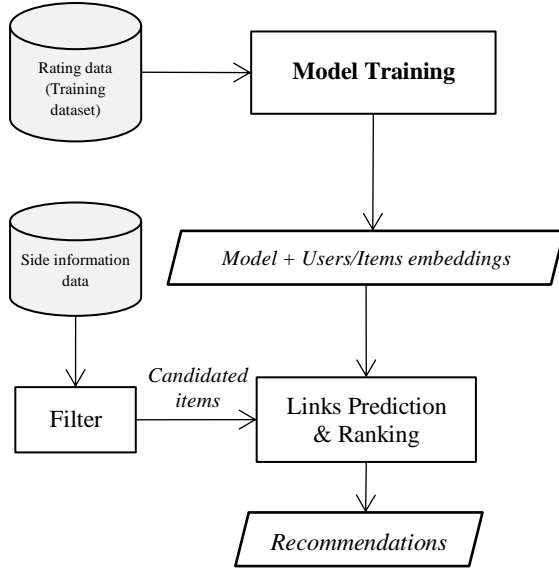 Rating data
(Training
dataset)
Model Training
Side information
data
Model + Users/Items embeddings
Candidated
items
Filter
Links Prediction
& Ranking
Recommendations